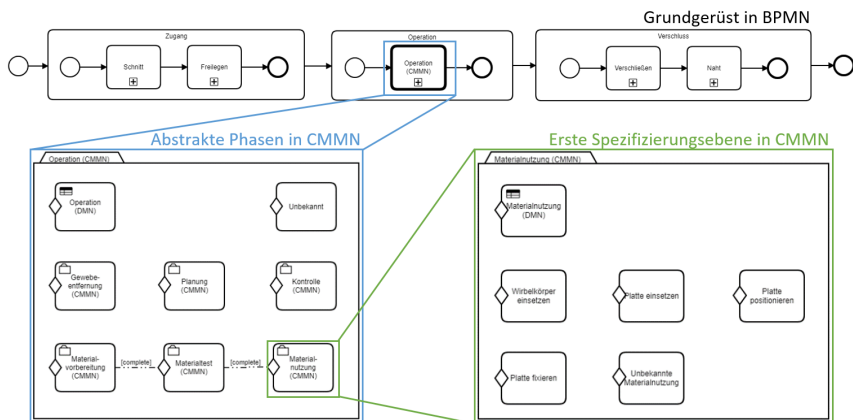 Grundgerüst in BPMN
Zugang
Operation
Verschluss
Schnitt
Freilegen
Operation
(CMMN)
Verschließen
Naht
Abstrakte Phasen in CMMN
Erste Spezifizierungsebene in CMMN
Operation (CMMN)
Operation
(DMN)
Unbekannt
Gewebe-
entfernung
(CMMN)
Planung
(CMMN)
Kontrolle
(CMMN)
Material-
vorbereitung
(CMMN)
[complete]
Materialtest
(CMMN)
[complete]
Material-
nutzung
(CMMN)
Materialnutzung (CMMN)
Materialnutzung
(DMN)
Wirbelkörper
einsetzen
Platte einsetzen
Platte
positionieren
Platte fixieren
Unbekannte
Materialnutzung